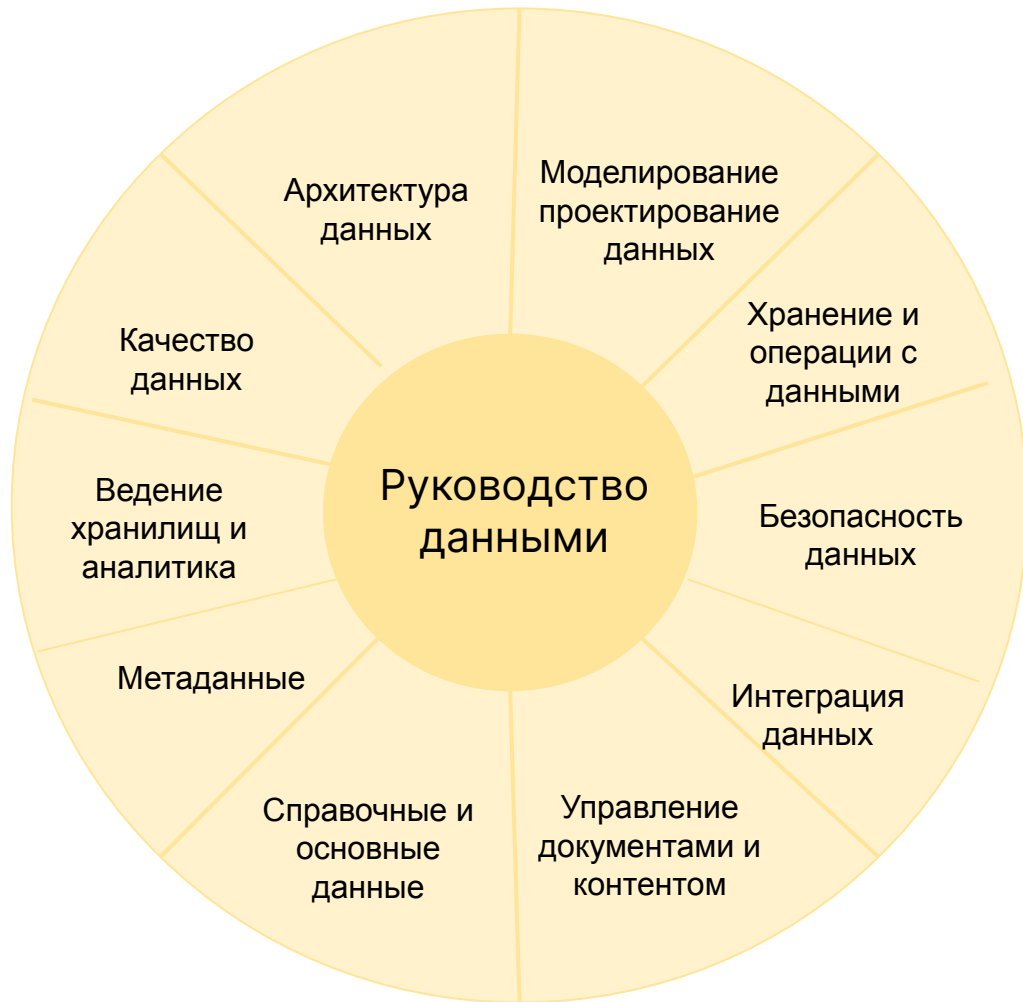 Архитектура
данных
Моделирование
проектирование
данных
Хранение и
операции с
данными
Качество
данных
Руководство
данными
Ведение
хранилищ и
аналитика
Безопасность
данных
Метаданные
Интеграция
данных
Справочные и
основные
данные
Управление
документами и
контентом